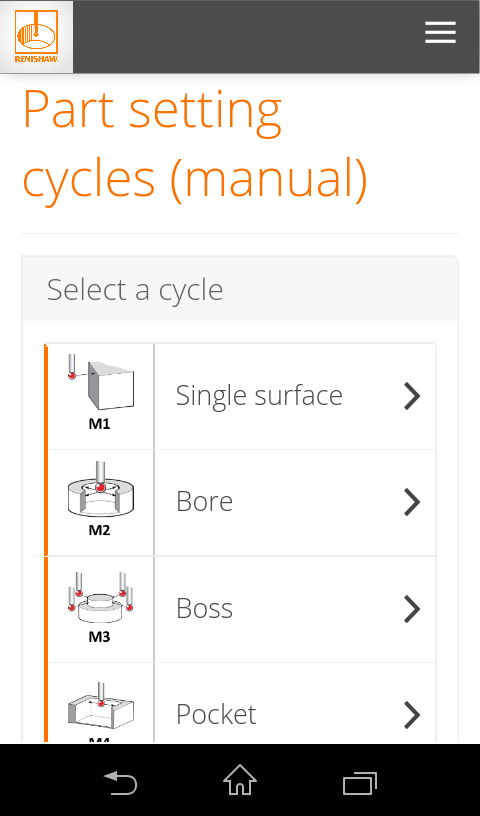 RENISHAW
Part setting
cycles (manual)
Select a cycle
M1
Single surface
M2
Bore
M3
Boss
Pocket
M4